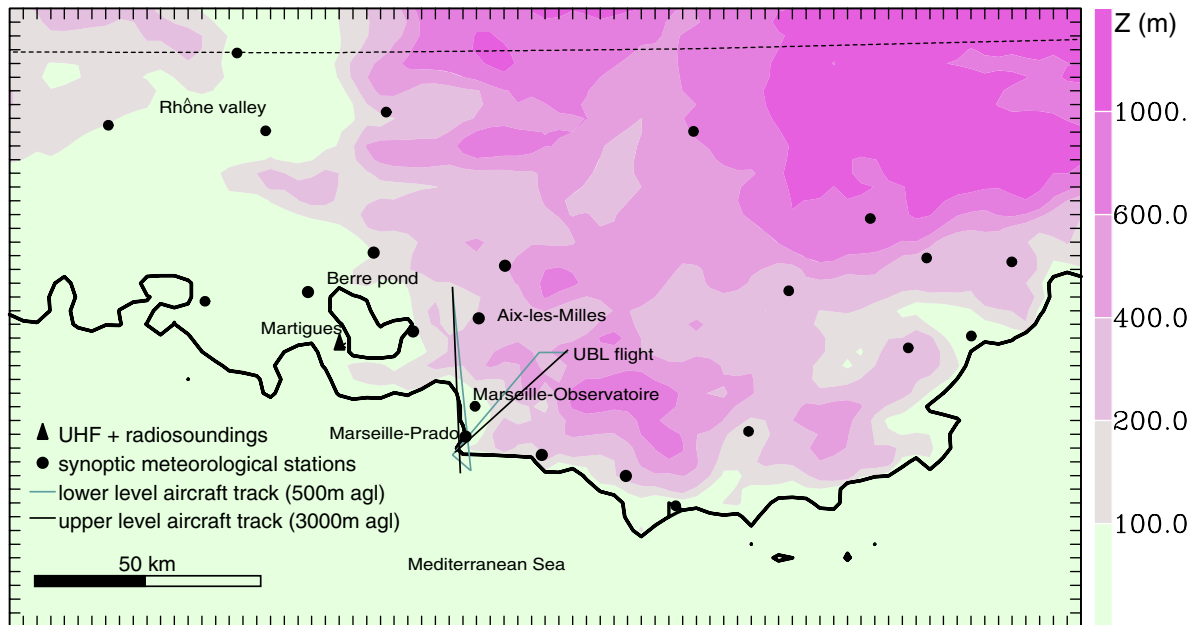 Z (m)
Rhône valley
1000.
600.0
Berre pond
Aix-les-Milles
400.0
Martigues
UBL flight
Marseille-Observatoire
200.0
Marseille-Prado
UHF + radiosoundings
synoptic meteorological stations
lower level aircraft track (500m agl)
upper level aircraft track (3000m agl)
100.0
50 km
Mediterranean Sea